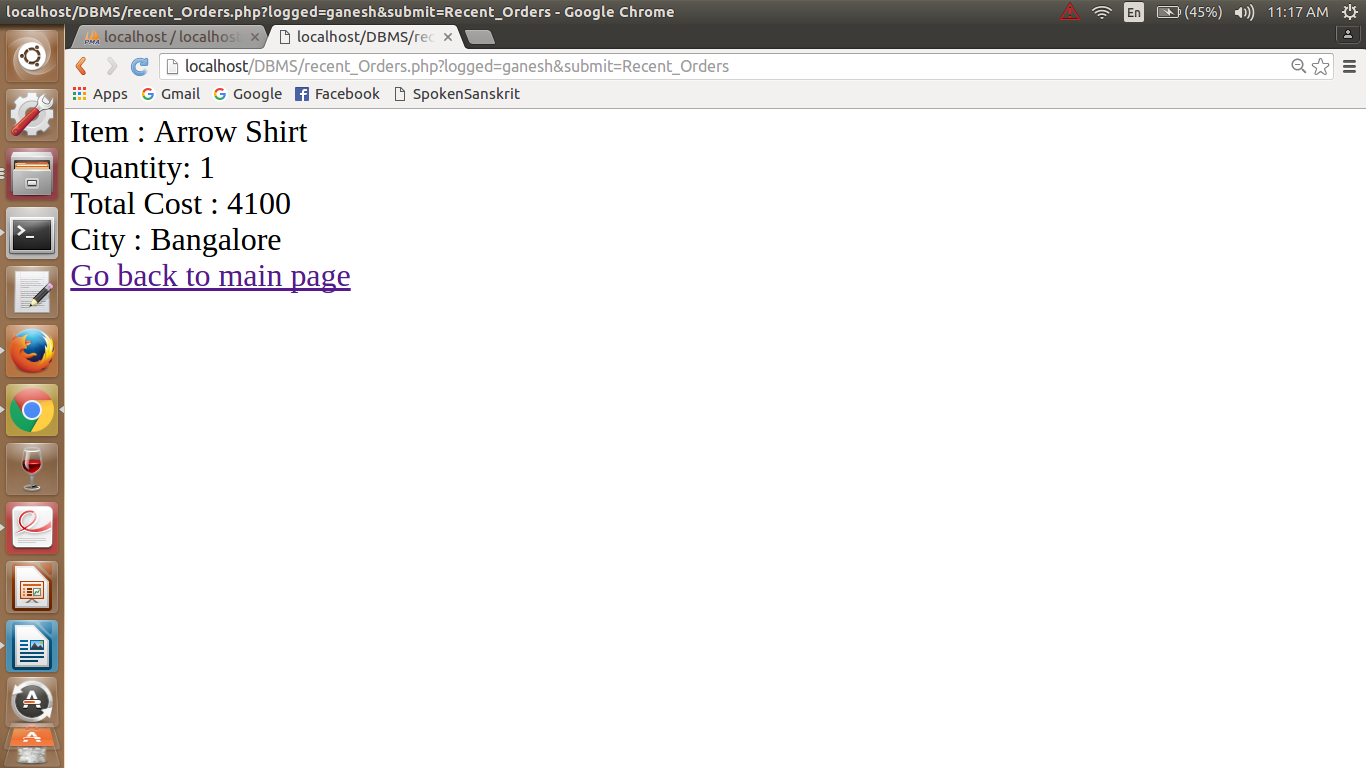 localhost/DBMS/recent_Orders.php?logged=ganesh&submit=Recent_Orders - Google Chrome
En
(45%)
11:17 AM
PMA
localhost / localhost
localhost/DBMS/rec
localhost/DBMS/recent_Orders.php?logged=ganesh&submit=Recent_Orders
Apps
Gmail
Google
Facebook
SpokenSanskrit
Item : Arrow Shirt
Quantity: 1
Total Cost : 4100
City : Bangalore
Go back to main page